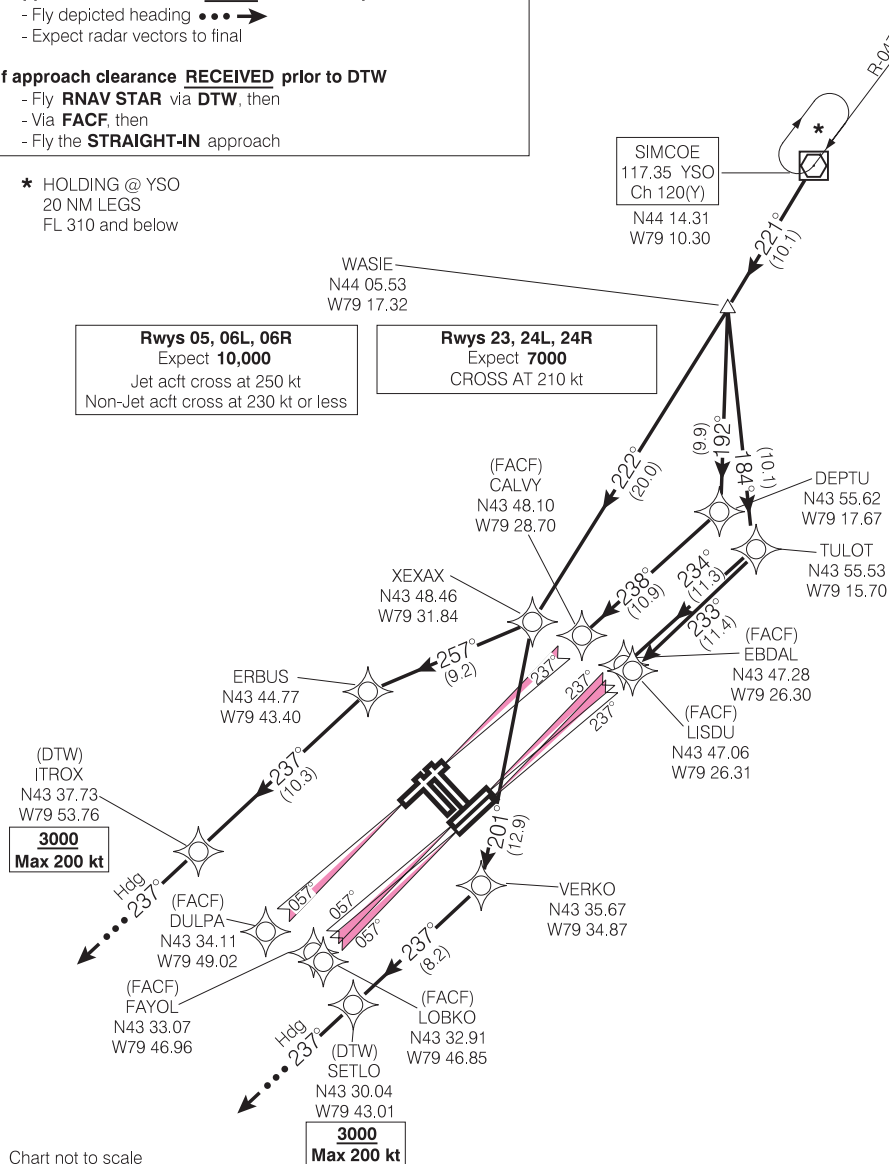 - Fly depicted heading
- Expect radar vectors to final
f approach clearance RECEIVED prior to DTW
- Fly RNAV STAR via DTW, then
- Via FACF, then
- Fly the STRAIGHT-IN approach
* HOLDING @ YSO
20 NM LEGS
FL 310 and below
R-047
*
SIMCOE
117.35 YSO
Ch 120(Y)
N44 14.31
W79 10.30
221°
(10.1)
WASIE
N44 05.53
W79 17.32
Rwys 05, 06L, 06R
Expect 10,000
Jet acft cross at 250 kt
Non-Jet acft cross at 230 kt or less
Rwys 23, 24L, 24R
Expect 7000
CROSS AT 210 kt
222°
(20.0)
192°
(9.9)
184°
(10.1)
DEPTU
N43 55.62
W79 17.67
TULOT
N43 55.53
W79 15.70
(FACF)
CALVY
N43 48.10
W79 28.70
238°
(10.9)
234°
(11.3)
233°
(11.4)
XEXAX
N43 48.46
W79 31.84
257°
(9.2)
(FACF)
EBDAL
N43 47.28
W79 26.30
(FACF)
LISDU
N43 47.06
W79 26.31
237°
237°
237°
ERBUS
N43 44.77
W79 43.40
237°
(10.3)
(DTW)
ITROX
N43 37.73
W79 53.76
3000
Max 200 kt
Hdg
237°
201°
(12.9)
VERKO
N43 35.67
W79 34.87
057°
057°
057°
(FACF)
DULPA
N43 34.11
W79 49.02
(FACF)
FAYOL
N43 33.07
W79 46.96
(FACF)
LOBKO
N43 32.91
W79 46.85
237°
(8.2)
Hdg
237°
(DTW)
SETLO
N43 30.04
W79 43.01
3000
Max 200 kt
Chart not to scale